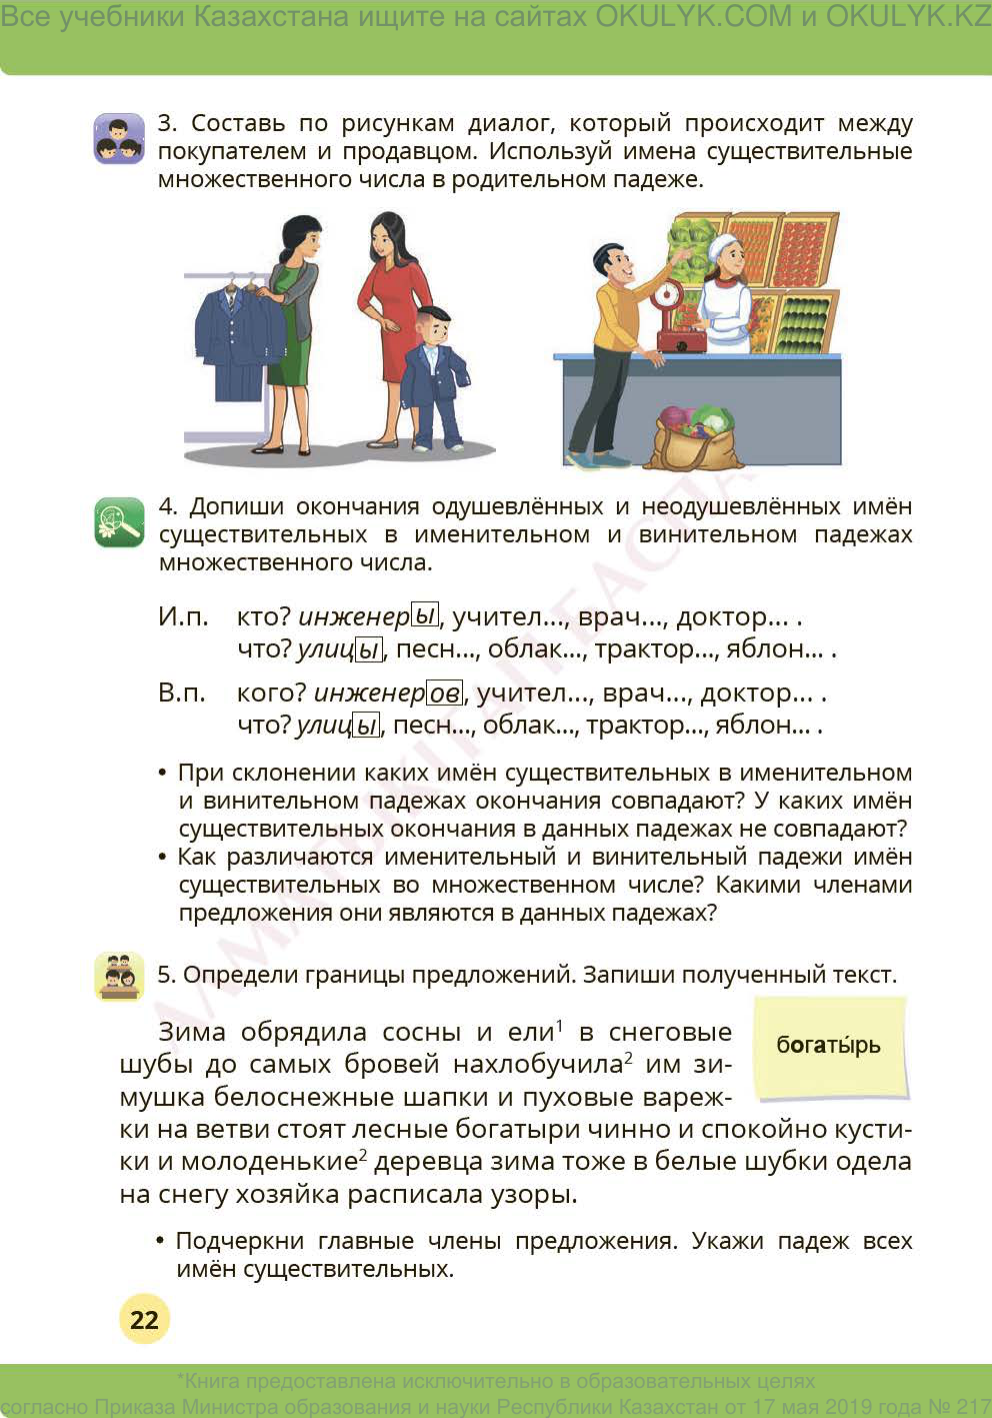 Все учебники Казахстана ищите на сайтах OKULYK.COM и OKULYK.KZ
3. Составь по рисункам диалог, который происходит между
покупателем и продавцом. Используй имена существительные
множественного числа в родительном падеже.
4. Допиши окончания одушевлённых и неодушевлённых имён
существительных в именительном и винительном падежах
множественного числа.
И.п. кто? инженеры, учител..., врач..., доктор... .
что? улицы, песн..., облак..., трактор..., яблон... .
В.п. кого? инженеров, учител..., врач..., доктор... .
что? улицы, песн..., облак..., трактор..., яблон... .
• При склонении каких имён существительных в именительном
и винительном падежах окончания совпадают? У каких имён
существительных окончания в данных падежах не совпадают?
• Как различаются именительный и винительный падежи имён
существительных во множественном числе? Какими членами
предложения они являются в данных падежах?
5. Определи границы предложений. Запиши полученный текст.
Зима обрядила сосны и ели¹ в снеговые
шубы до самых бровей нахлобучила² им зи-
мушка белоснежные шапки и пуховые вареж-
ки на ветви стоят лесные богатыри чинно и спокойно кусти-
ки и молоденькие² деревца зима тоже в белые шубки одела
на снегу хозяйка расписала узоры.
богаты́рь
• Подчеркни главные члены предложения. Укажи падеж всех
имён существительных.
22
АЛМАТЫКІТАП БАСПА
*Книга предоставлена исключительно в образовательных целях
согласно Приказа Министра образования и науки Республики Казахстан от 17 мая 2019 года № 217